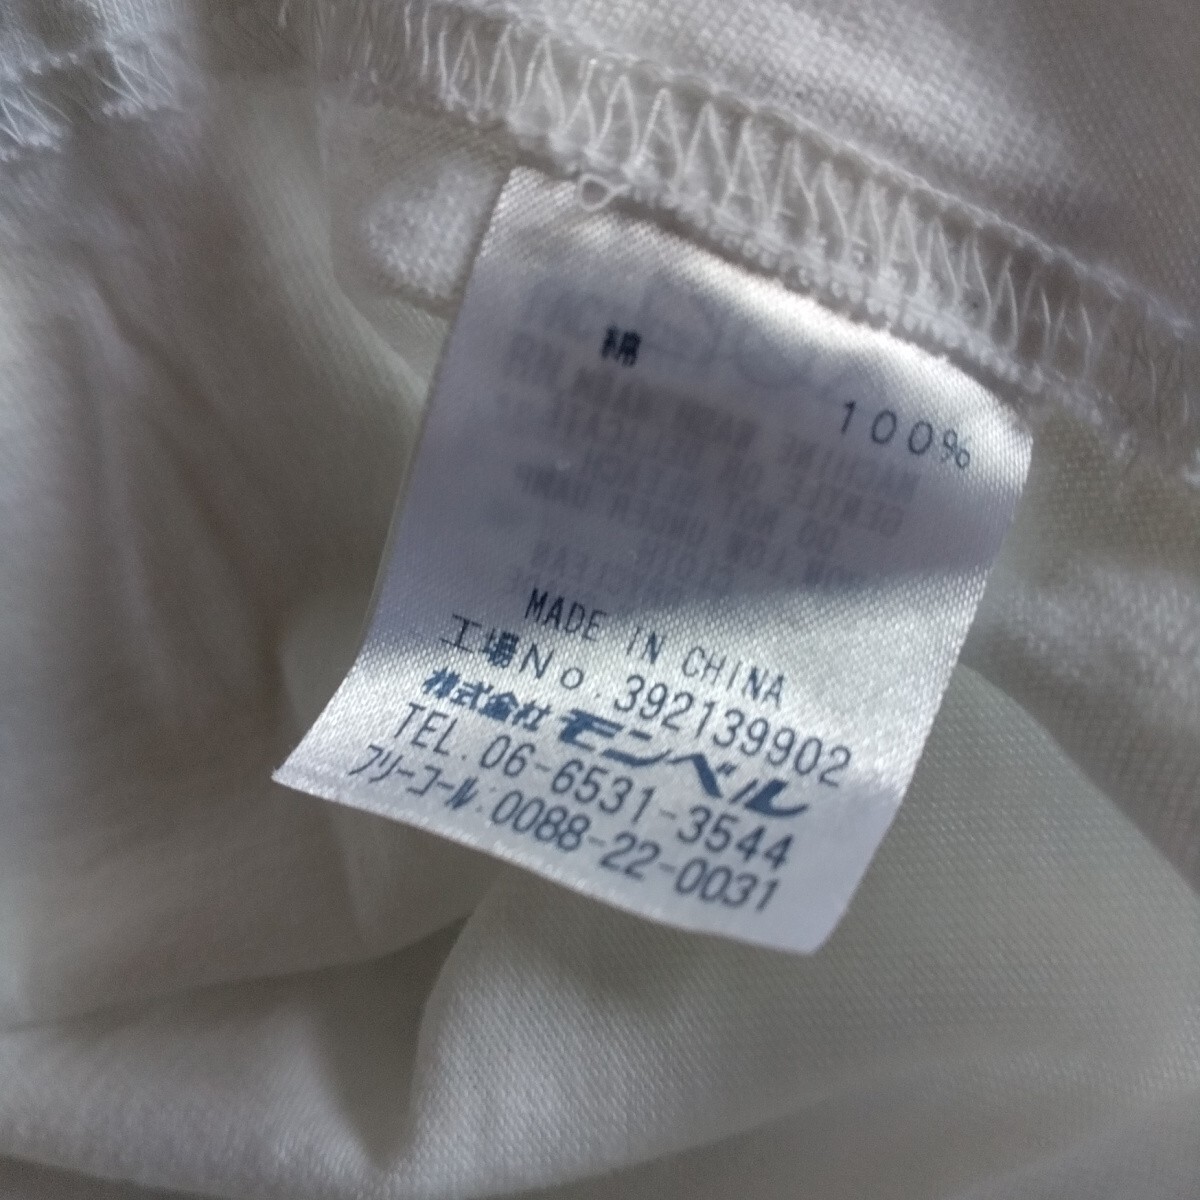 綿 100%
MADE IN CHINA
工場No.392139902
株式会社モンベル
TEL.06-6531-3544
フリーコール:0088-22-0031